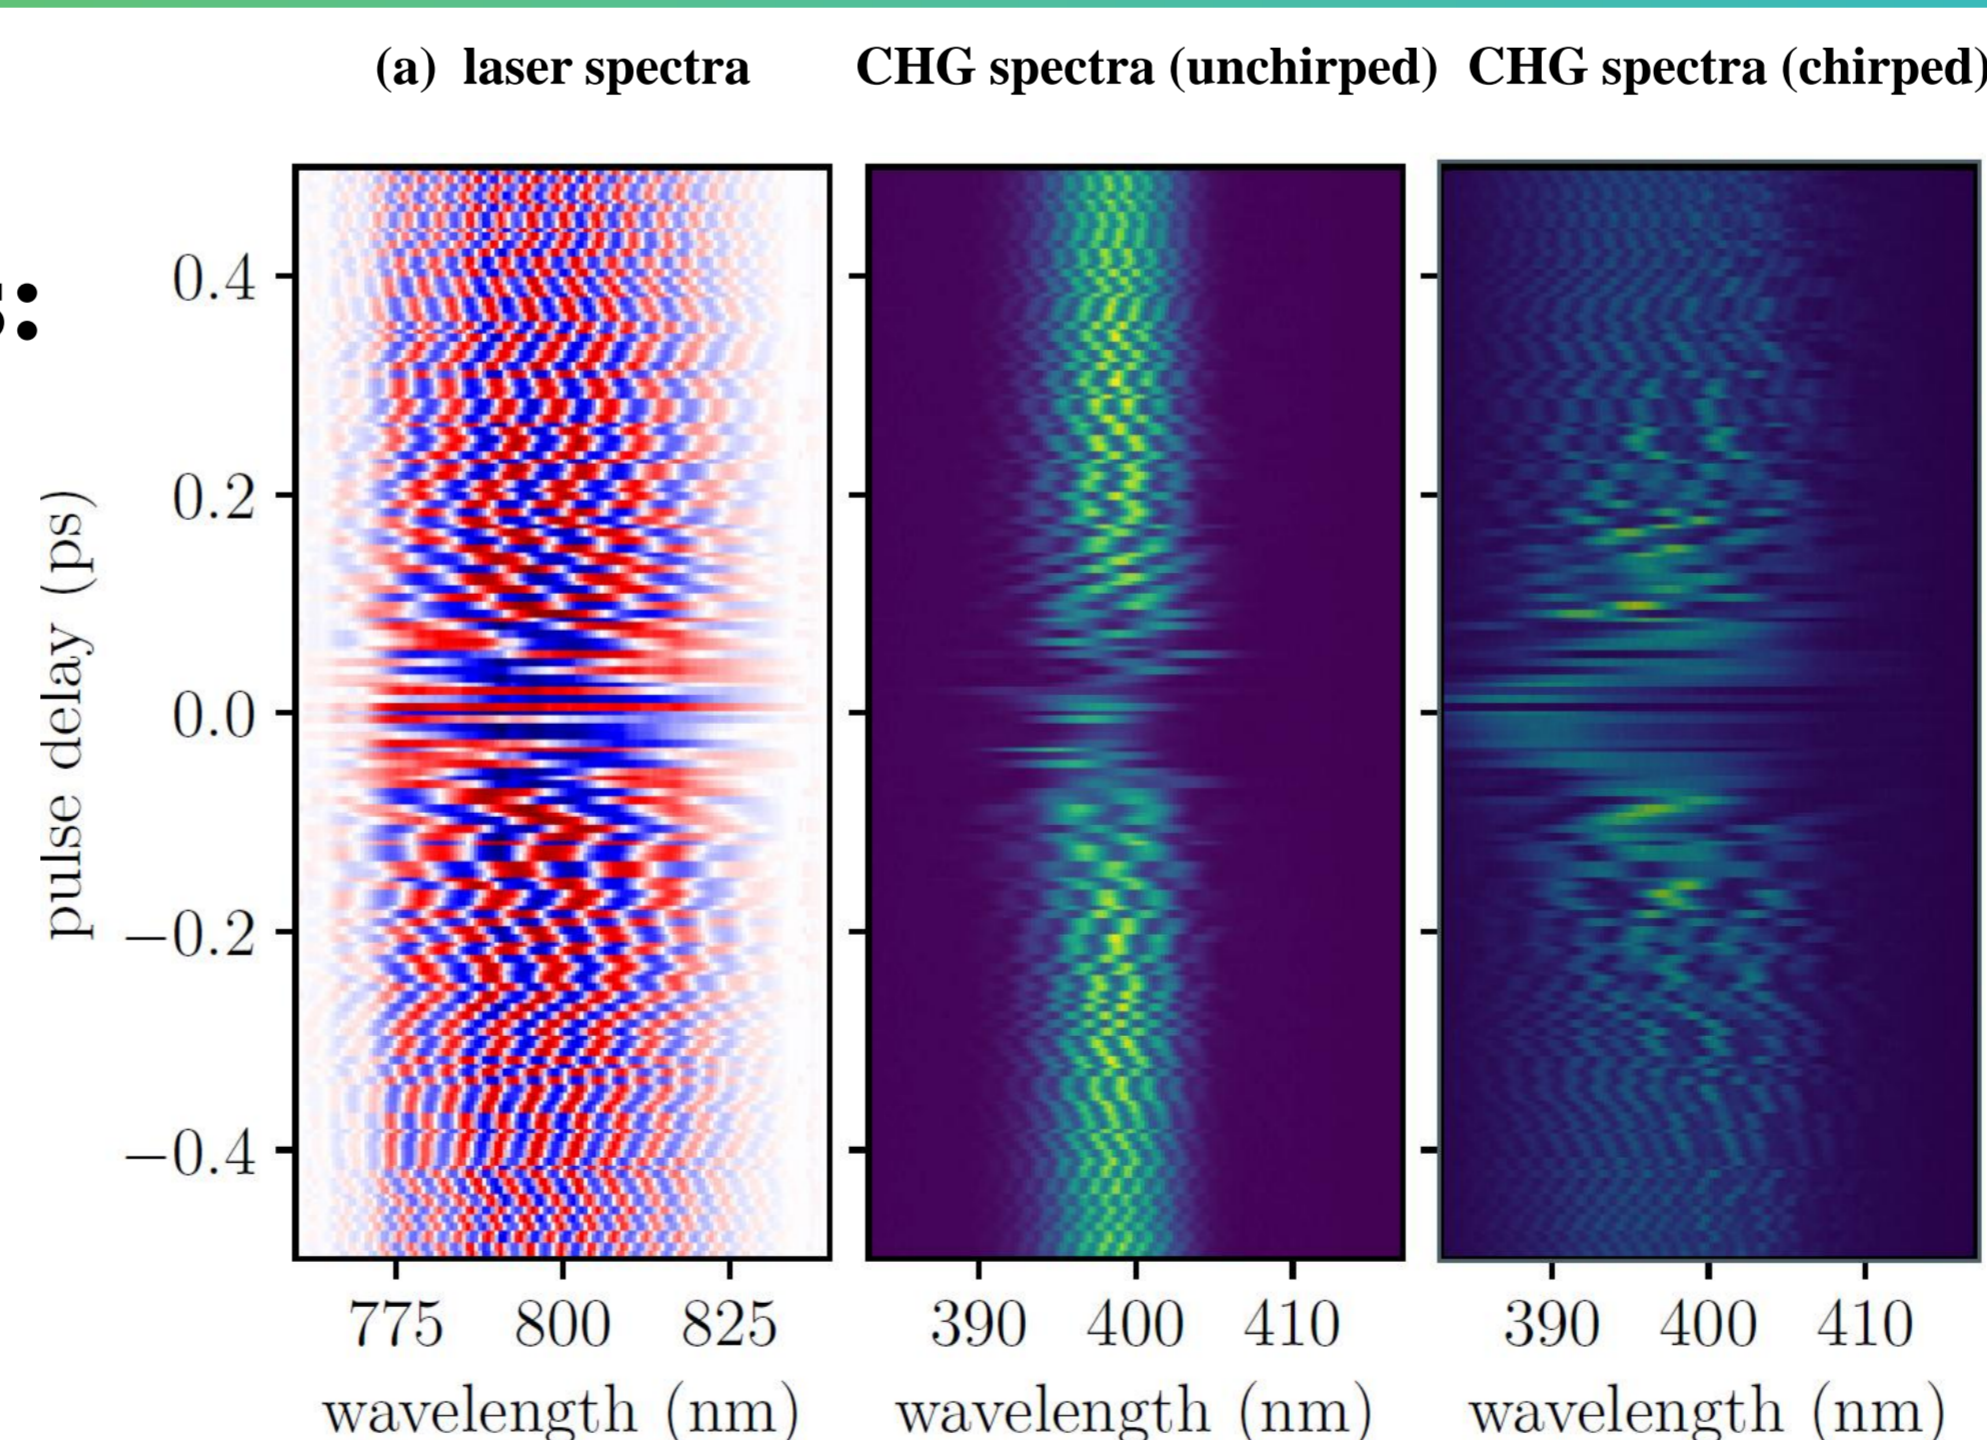 (a) laser spectra
CHG spectra (unchirped)
CHG spectra (chirped)
:
pulse delay (ps)
0.4
0.2
0.0
−0.2
−0.4
775 800 825
390 400 410
390 400 410
wavelength (nm)
wavelength (nm)
wavelength (nm)